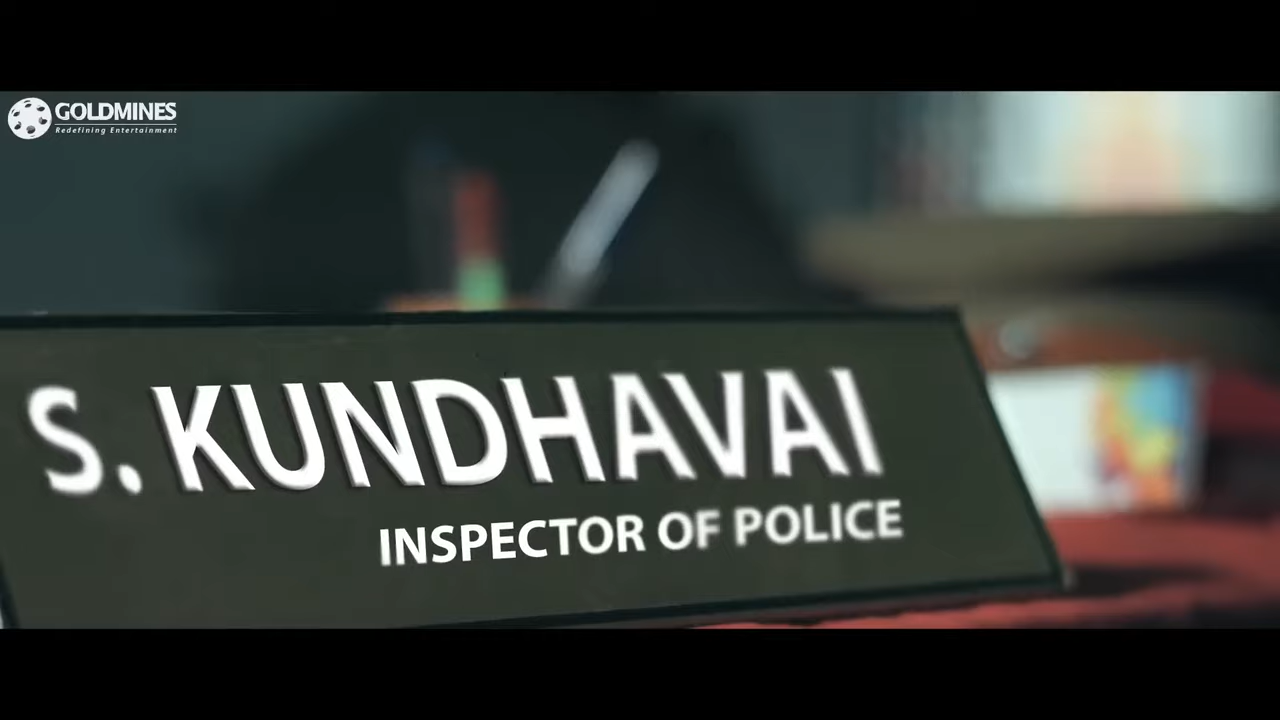 GOLDMINES
Redefining Entertainment
S. KUNDHAVAI
INSPECTOR OF POLICE